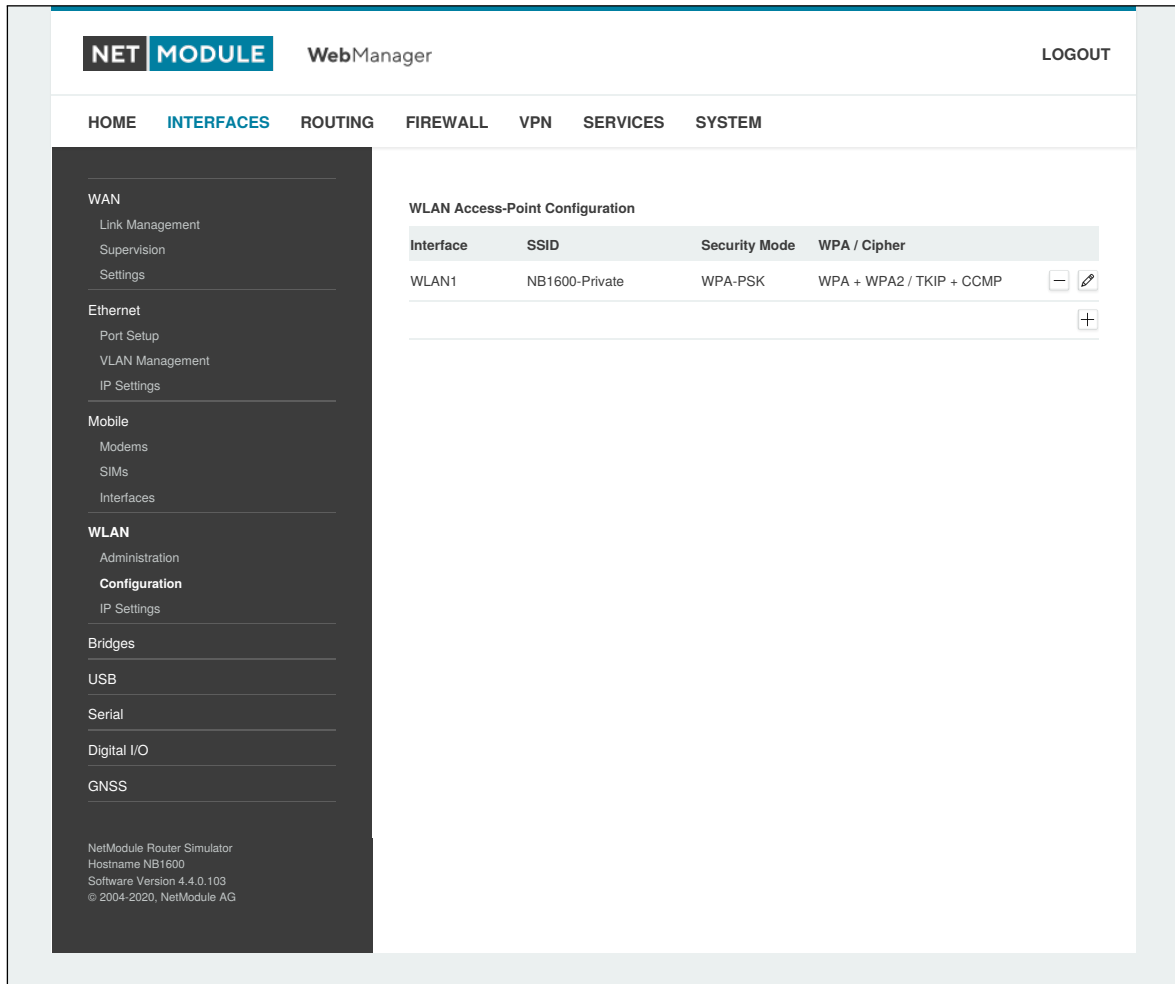 NET MODULE WebManager LOGOUT
HOME INTERFACES ROUTING FIREWALL VPN SERVICES SYSTEM
WAN
Link Management
Supervision
Settings
Ethernet
Port Setup
VLAN Management
IP Settings
Mobile
Modems
SIMs
Interfaces
WLAN
Administration
Configuration
IP Settings
Bridges
USB
Serial
Digital I/O
GNSS
NetModule Router Simulator
Hostname NB1600
Software Version 4.4.0.103
© 2004-2020, NetModule AG
WLAN Access-Point Configuration
Interface SSID Security Mode WPA / Cipher
WLAN1 NB1600-Private WPA-PSK WPA + WPA2 / TKIP + CCMP